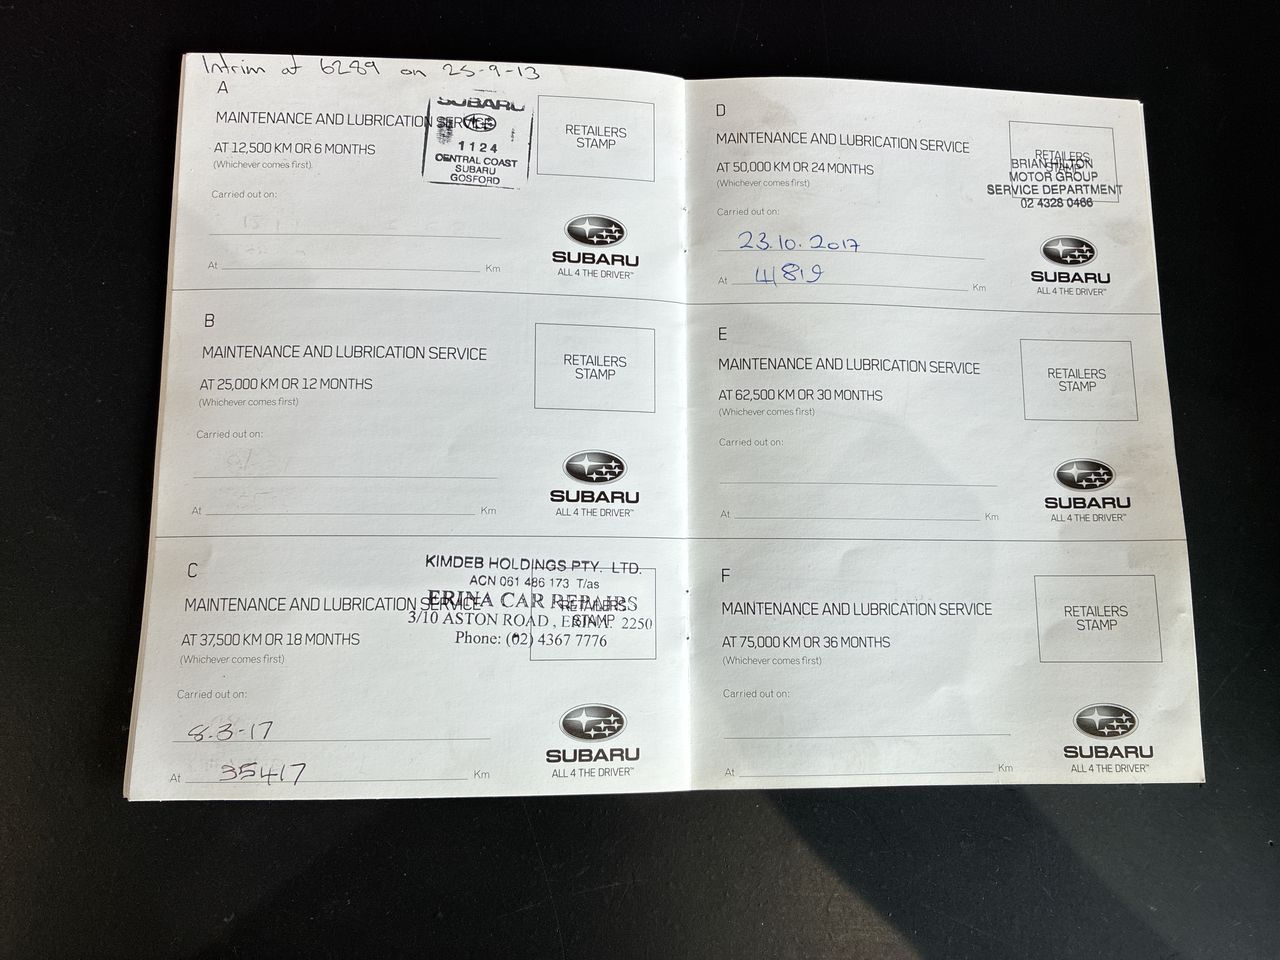 Intrim at 6289 on 25-9-13
A
MAINTENANCE AND LUBRICATION SERVICE
AT 12,500 KM OR 6 MONTHS
(Whichever comes first).
Carried out on:
At Km
SUBARU
1124
CENTRAL COAST
SUBARU
GOSFORD
RETAILERS
STAMP
SUBARU
ALL 4 THE DRIVER™
B
MAINTENANCE AND LUBRICATION SERVICE
AT 25,000 KM OR 12 MONTHS
(Whichever comes first)
Carried out on:
At Km
RETAILERS
STAMP
SUBARU
ALL 4 THE DRIVER™
C
MAINTENANCE AND LUBRICATION SERVICE
AT 37,500 KM OR 18 MONTHS
(Whichever comes first)
Carried out on:
8-3-17
At 35417 Km
KIMDEB HOLDINGS PTY. LTD.
ACN 061 486 173 T/as
ERINA CAR REPAIRS
3/10 ASTON ROAD, ERINA 2250
Phone: (02) 4367 7776
RETAILERS
STAMP
SUBARU
ALL 4 THE DRIVER™
D
MAINTENANCE AND LUBRICATION SERVICE
AT 50,000 KM OR 24 MONTHS
(Whichever comes first)
Carried out on:
23.10.2017
At 41819 Km
RETAILERS
STAMP
BRIAN HILTON
MOTOR GROUP
SERVICE DEPARTMENT
02 4328 0466
SUBARU
ALL 4 THE DRIVER™
E
MAINTENANCE AND LUBRICATION SERVICE
AT 62,500 KM OR 30 MONTHS
(Whichever comes first)
Carried out on:
At Km
RETAILERS
STAMP
SUBARU
ALL 4 THE DRIVER™
F
MAINTENANCE AND LUBRICATION SERVICE
AT 75,000 KM OR 36 MONTHS
(Whichever comes first)
Carried out on:
At Km
RETAILERS
STAMP
SUBARU
ALL 4 THE DRIVER™